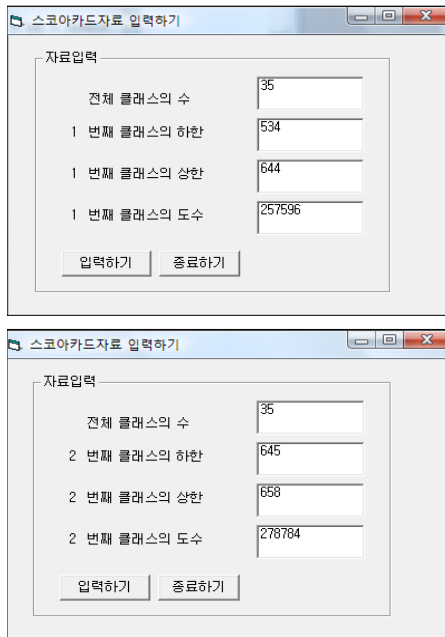 스코아카드자료 입력하기
자료입력
전체 클래스의 수 35
1 번째 클래스의 하한 534
1 번째 클래스의 상한 644
1 번째 클래스의 도수 257596
입력하기 종료하기
스코아카드자료 입력하기
자료입력
전체 클래스의 수 35
2 번째 클래스의 하한 645
2 번째 클래스의 상한 658
2 번째 클래스의 도수 278784
입력하기 종료하기